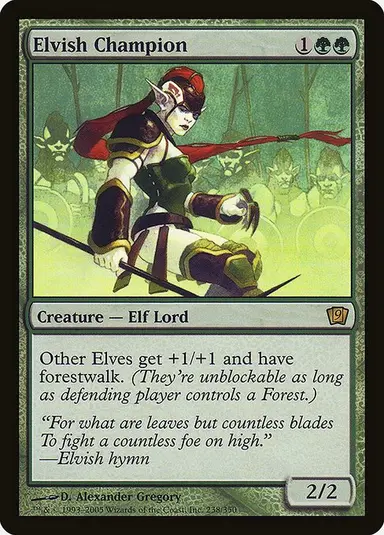 Elvish Champion 1
9
Creature — Elf Lord
Other Elves get +1/+1 and have
forestwalk. (They're unblockable as long
as defending player controls a Forest.)
“For what are leaves but countless blades
To fight a countless foe on high.”
—Elvish hymn
D. Alexander Gregory
™ & © 1993–2005 Wizards of the Coast, Inc. 238/350
2/2